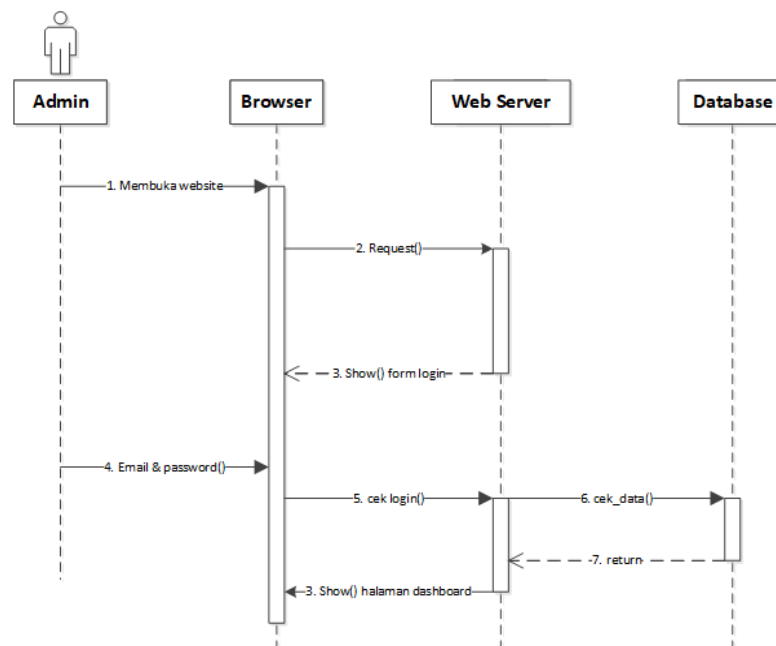 Admin
Browser
Web Server
Database
1. Membuka website
2. Request()
3. Show() form login
4. Email & password()
5. cek login()
6. cek_data()
7. return
3. Show() halaman dashboard